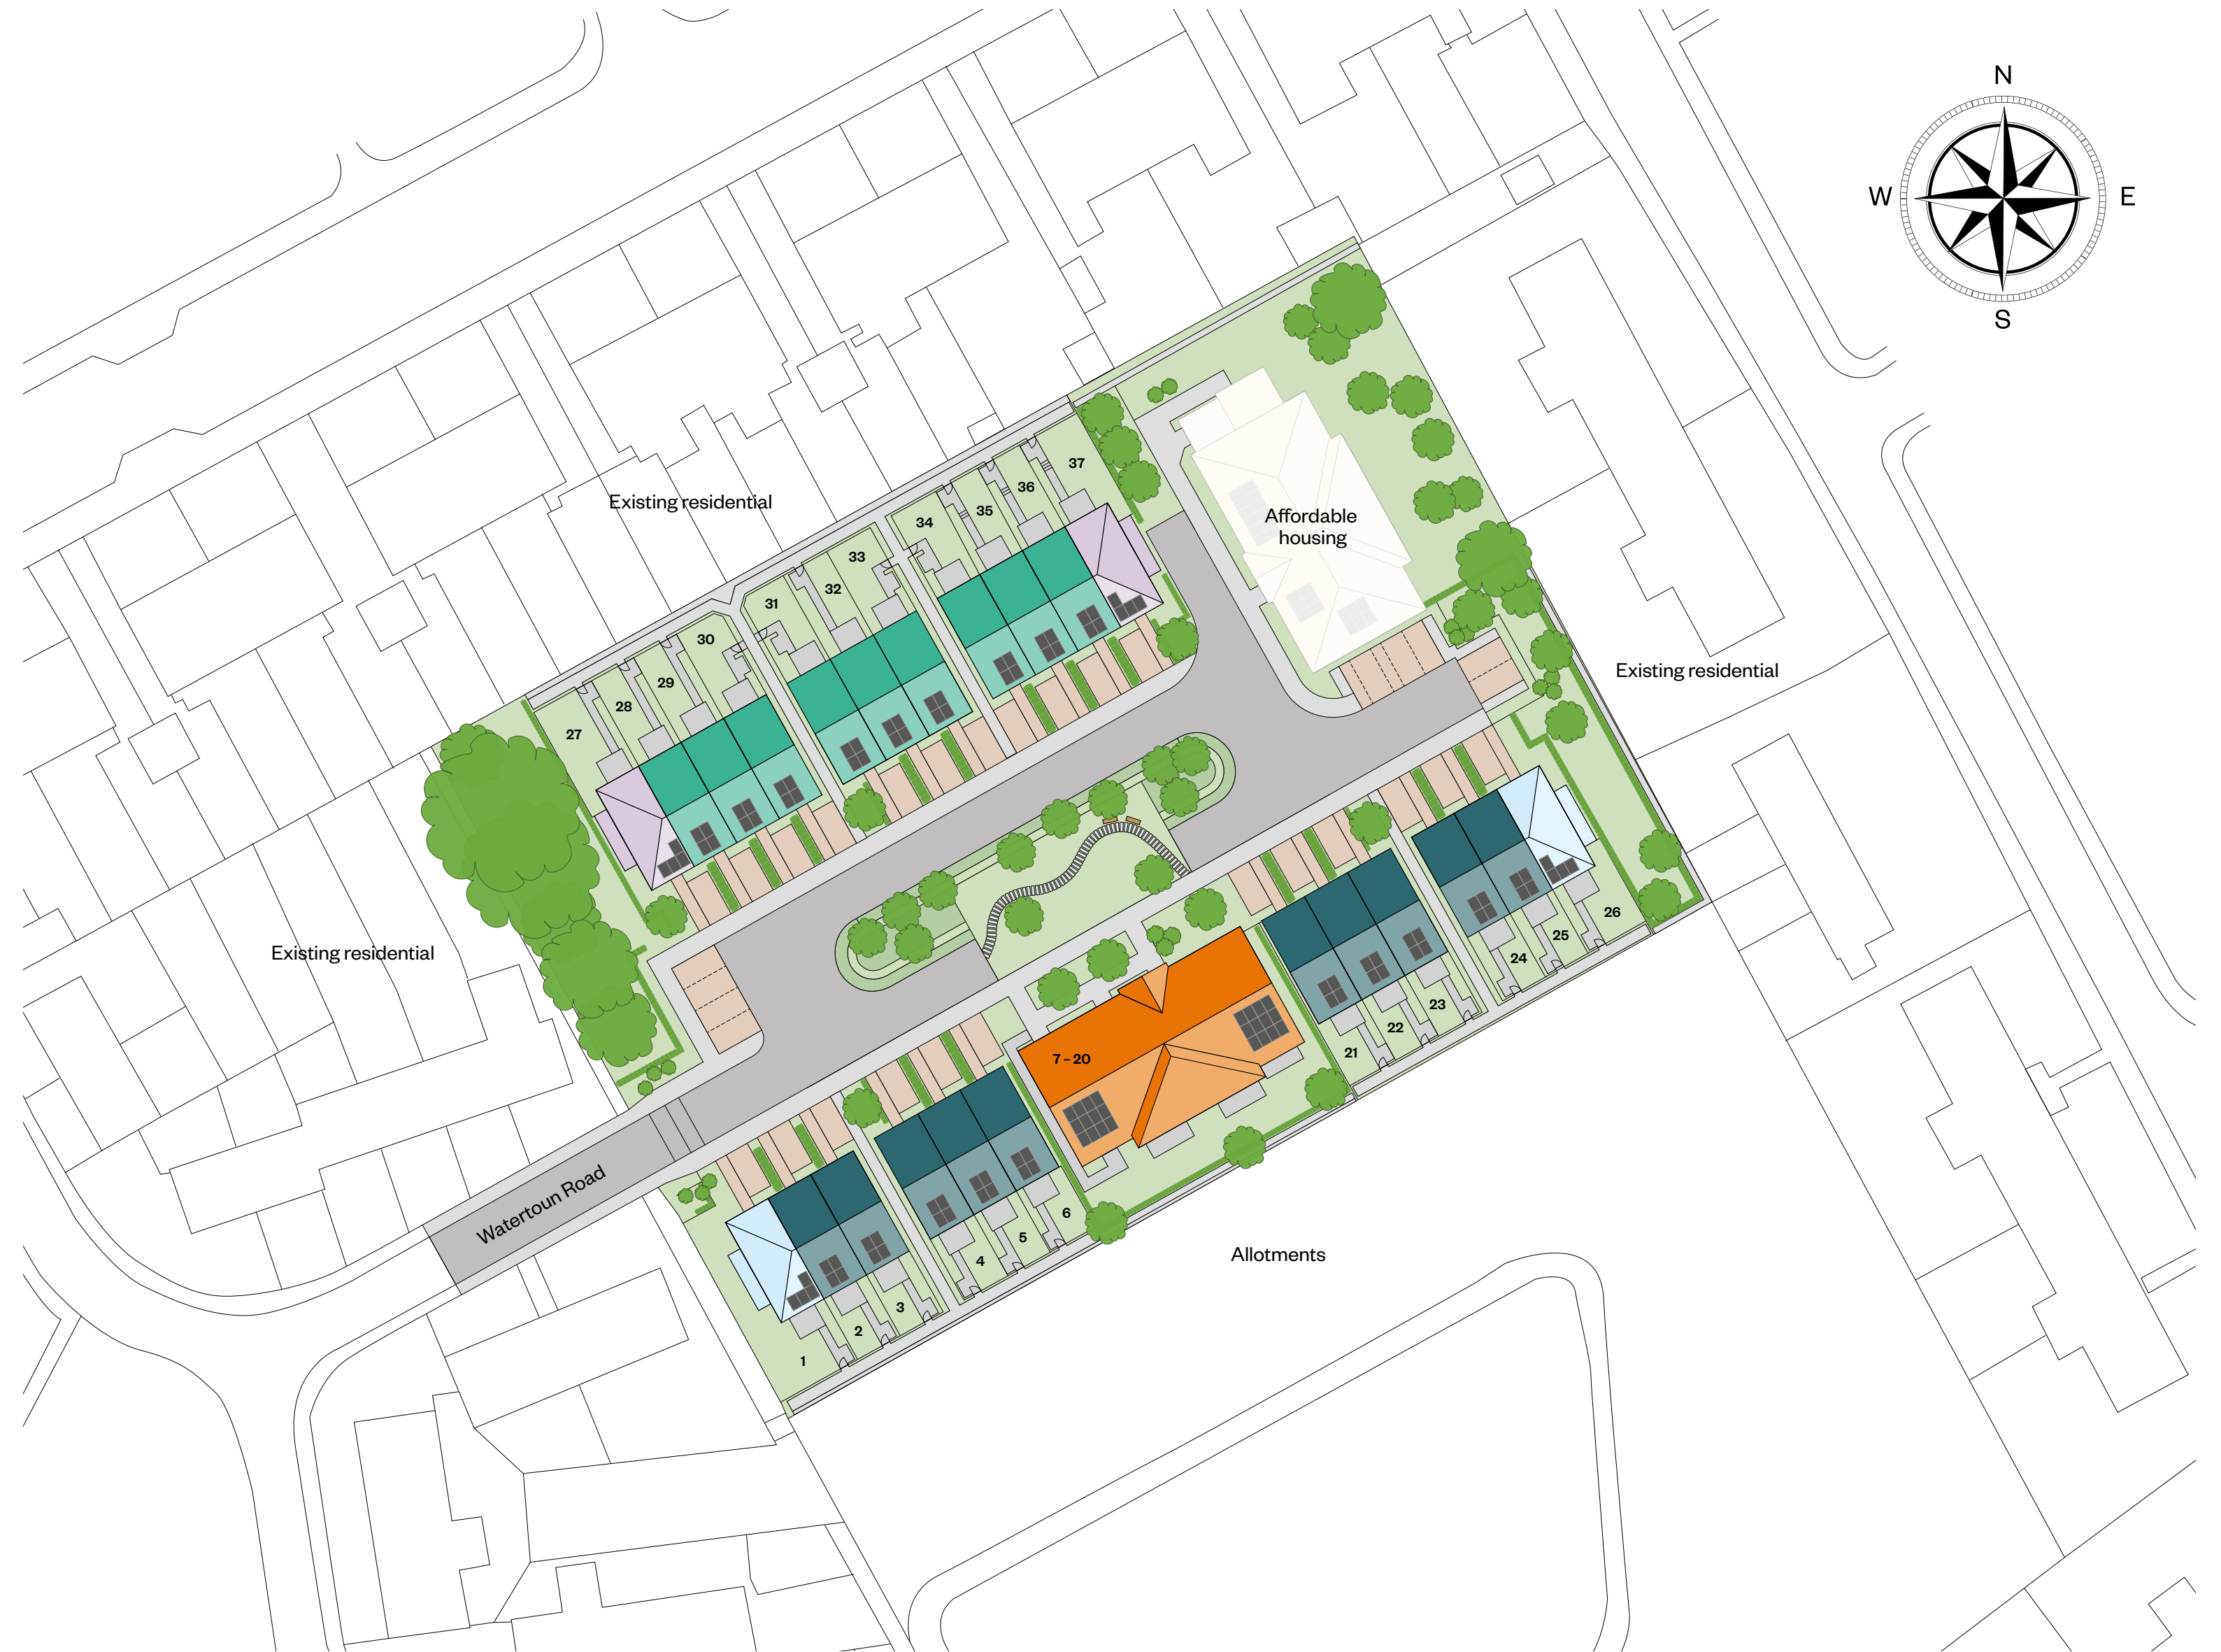 N
W
E
S
Existing residential
37
36
35
34
33
32
31
30
29
28
27
Affordable
housing
Existing residential
Existing residential
26
25
24
23
22
21
7 – 20
6
5
4
3
2
1
Watertoun Road
Allotments